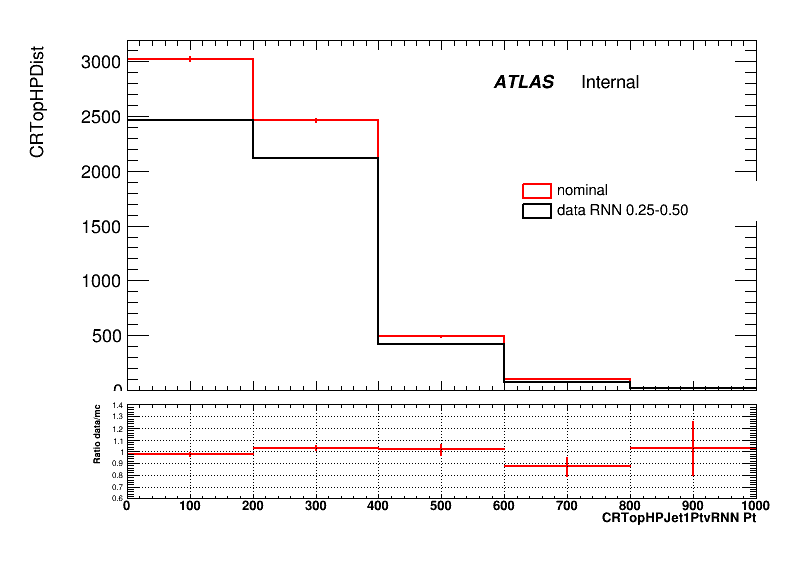 CRTopHPDist
3000
2500
2000
1500
1000
500
0
ATLAS Internal
nominal
data RNN 0.25-0.50
Ratio data/mc
1.4
1.3
1.2
1.1
1
0.9
0.8
0.7
0.6
0 100 200 300 400 500 600 700 800 900 1000
CRTopHPJet1PtvRNN Pt